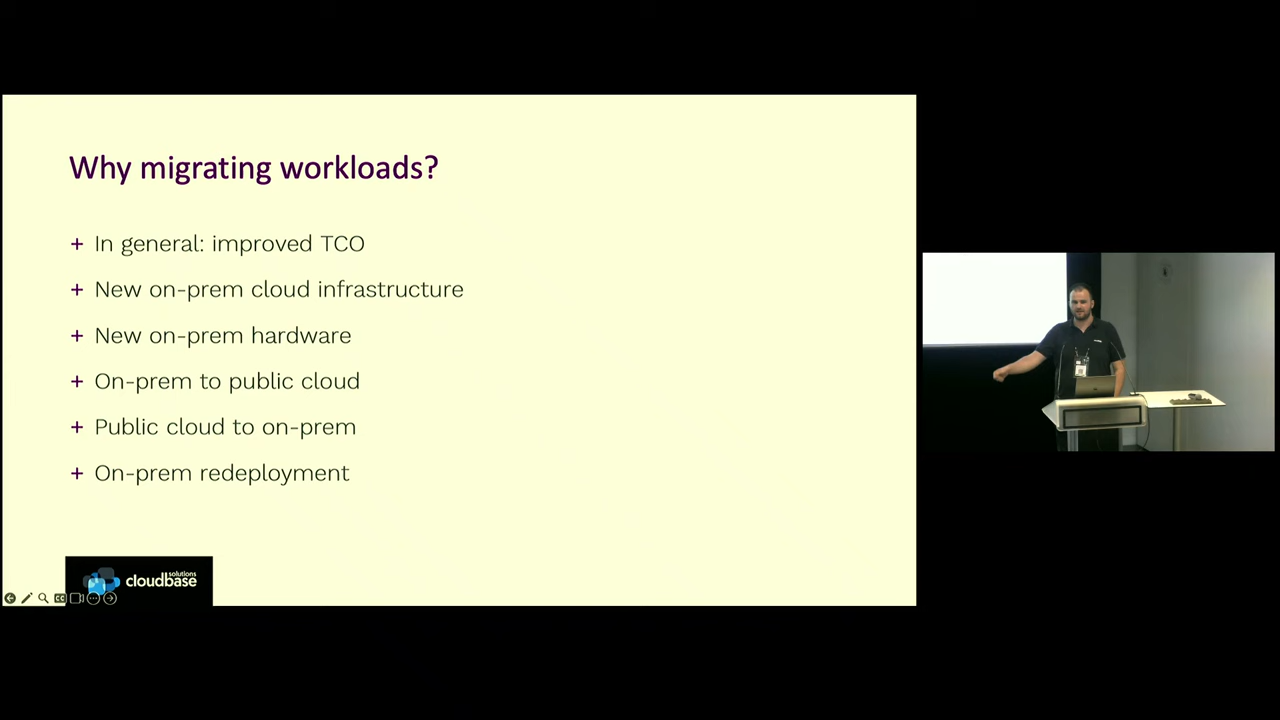 Why migrating workloads?
+ In general: improved TCO
+ New on-prem cloud infrastructure
+ New on-prem hardware
+ On-prem to public cloud
+ Public cloud to on-prem
+ On-prem redeployment
solutions
cloudbase